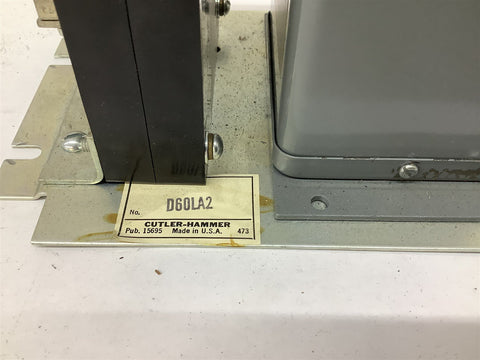 No. D60LA2
CUTLER-HAMMER
Pub. 15695 Made in U.S.A. 473